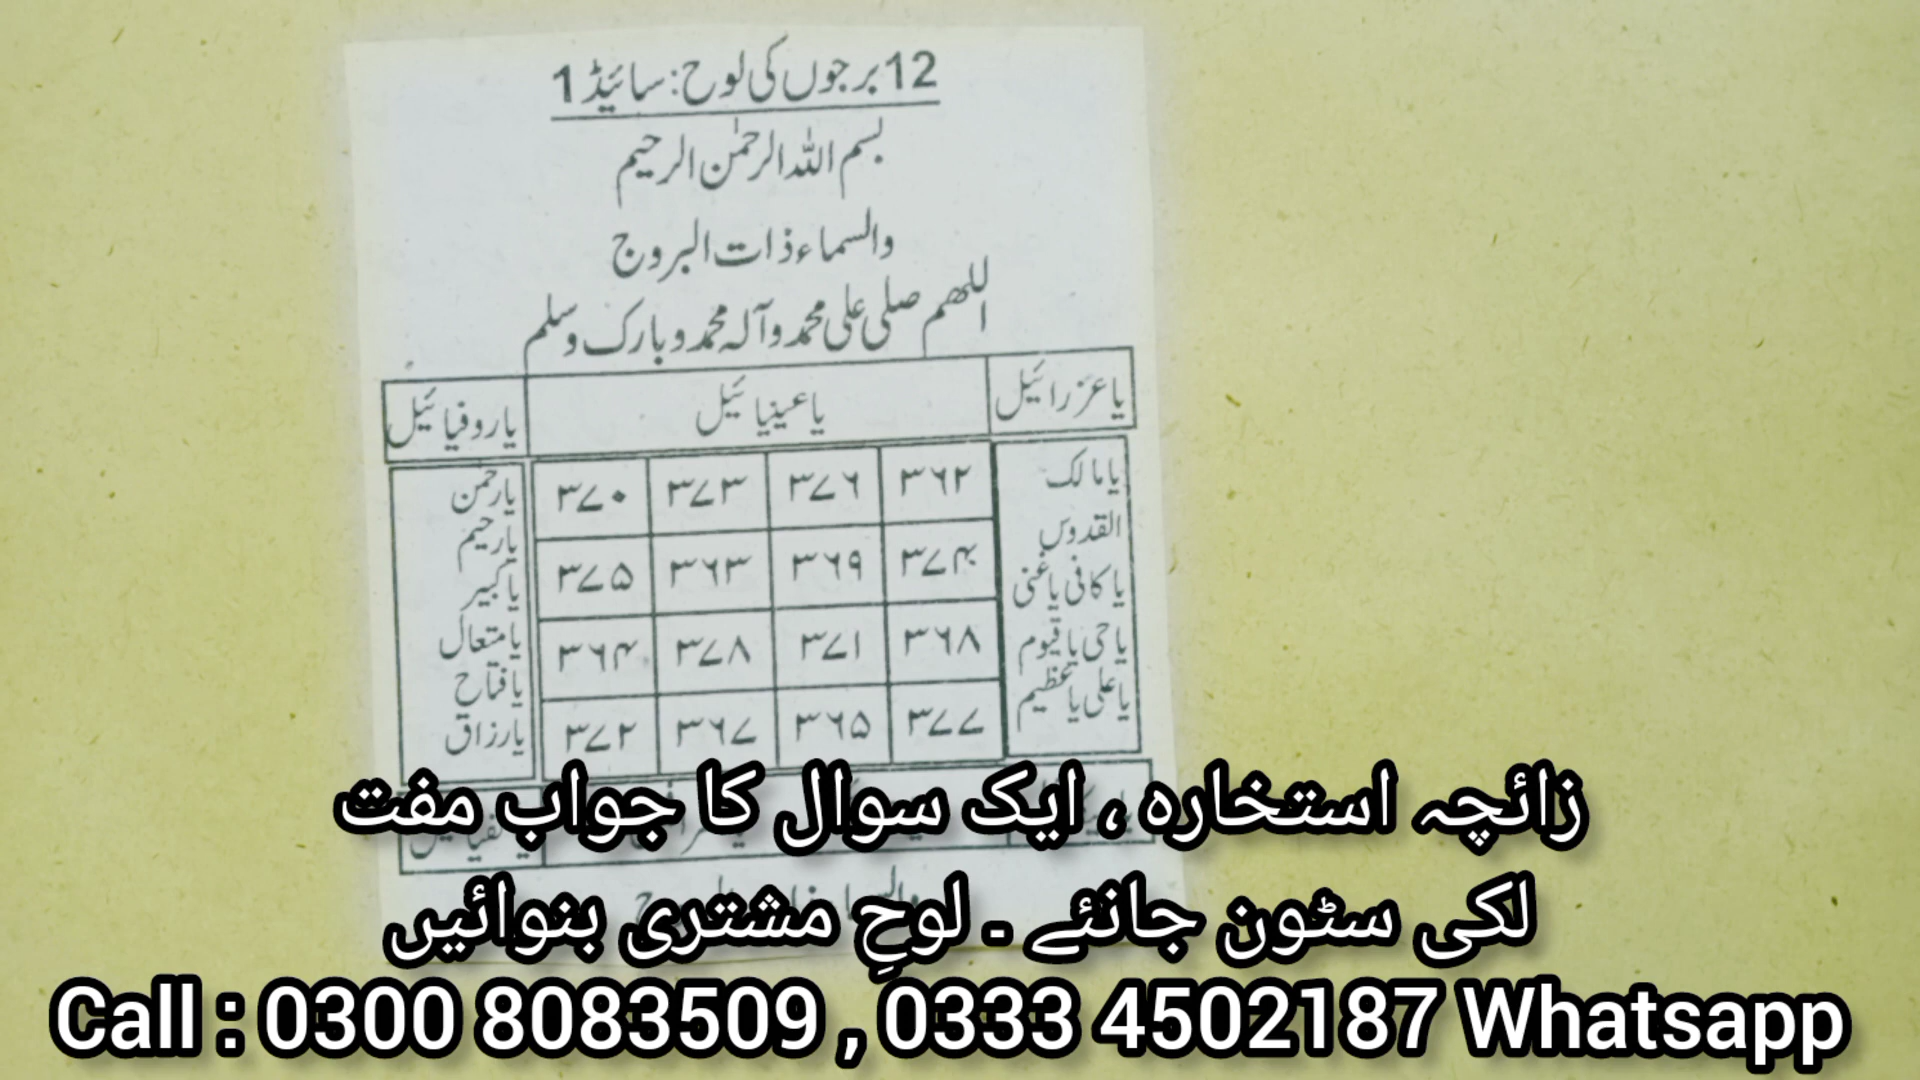 12 برجوں کی لوح: سائیڈ 1
بسم اللہ الرحمٰن الرحیم
والسماء ذات البروج
اللھم صلی علی محمد وآلہ محمد وبارک وسلم
یا عزرائیل یا عینیائیل یا روفیائیل
یا مالک
القدوس
یا کافی یا غنی
یا حی یا قیوم
یا علی یا عظیم
۳۶۲ ۳۷۶ ۳۷۳ ۳۷۰
۳۷۴ ۳۶۹ ۳۶۳ ۳۷۵
۳۶۸ ۳۷۱ ۳۷۸ ۳۶۴
۳۷۷ ۳۶۵ ۳۶۷ ۳۷۲
یا رحمن
یا رحیم
یا کبیر
یا متعال
یا فتاح
یا رزاق
زائچہ استخارہ ، ایک سوال کا جواب مفت
لکی سٹون جانئے ۔ لوحِ مشتری بنوائیں
Call : 0300 8083509 , 0333 4502187 Whatsapp